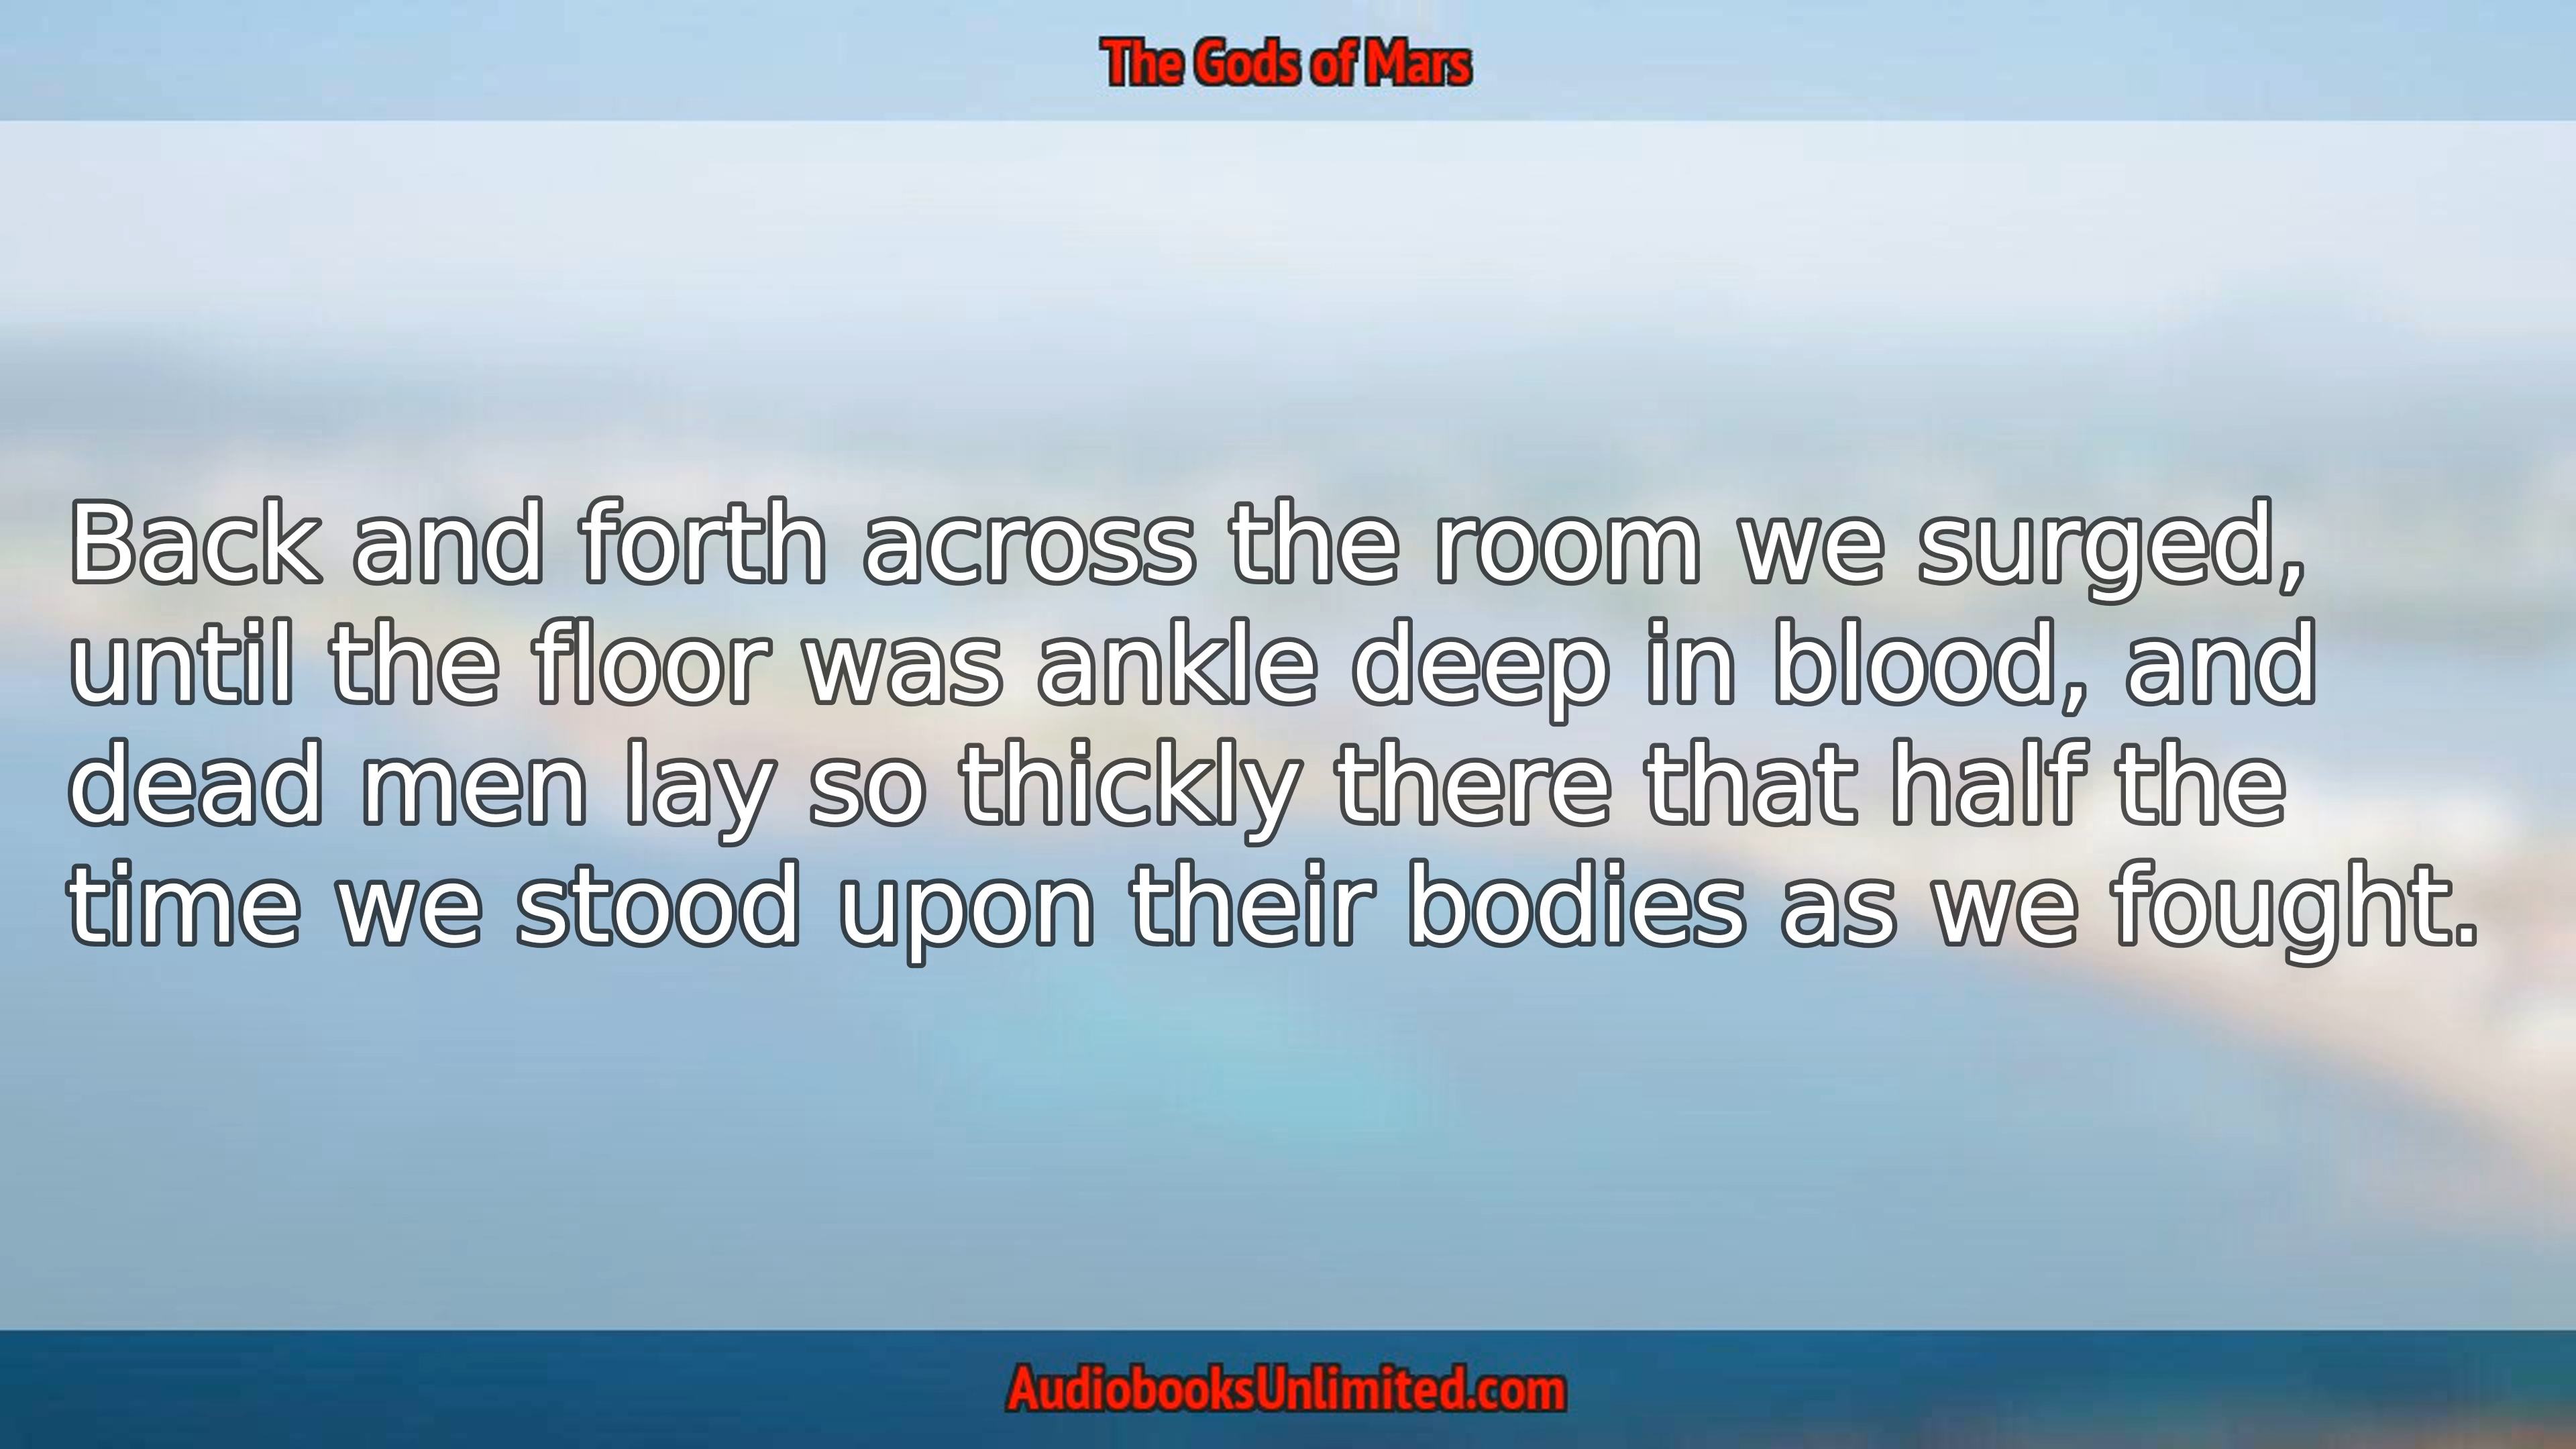 The Gods of Mars
Back and forth across the room we surged,
until the floor was ankle deep in blood, and
dead men lay so thickly there that half the
time we stood upon their bodies as we fought.
AudiobooksUnlimited.com